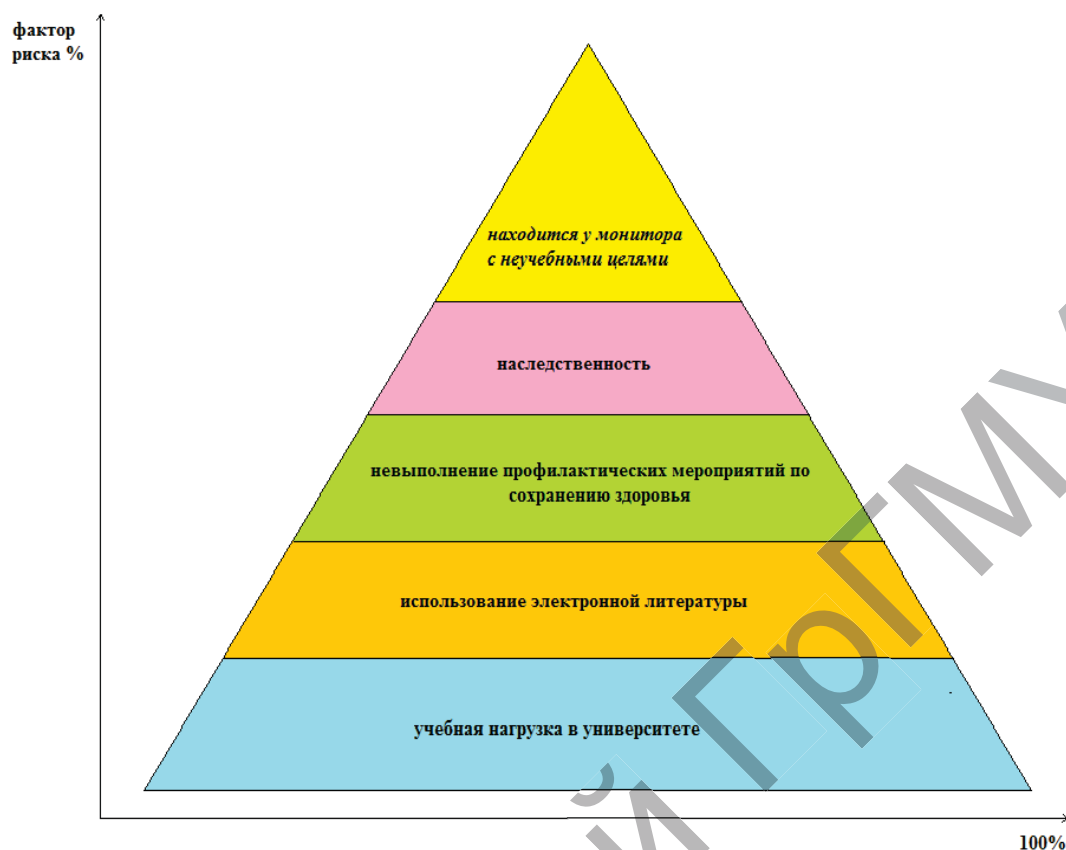 фактор
риска %
находится у монитора
с неучебными целями
наследственность
невыполнение профилактических мероприятий по
сохранению здоровья
использование электронной литературы
учебная нагрузка в университете
й ГрГМУ
100%